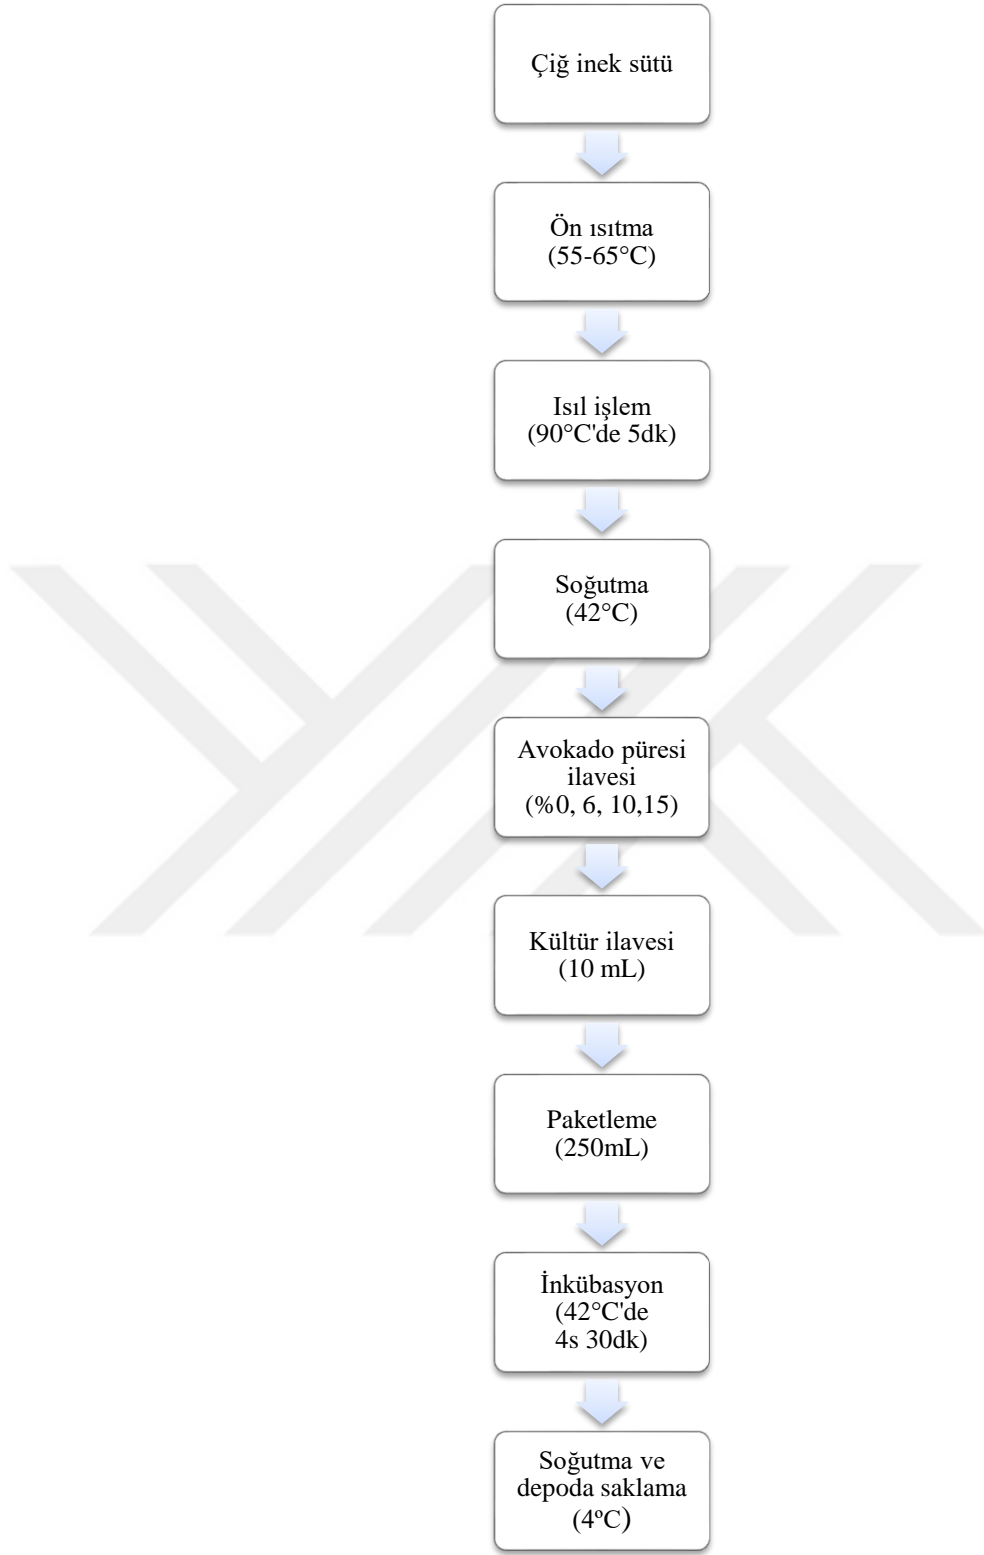 Çiğ inek sütü
Ön ısıtma
(55-65°C)
Isıl işlem
(90°C'de 5dk)
Soğutma
(42°C)
Avokado püresi
ilavesi
(%0, 6, 10,15)
Kültür ilavesi
(10 mL)
Paketleme
(250mL)
İnkübasyon
(42°C'de
4s 30dk)
Soğutma ve
depoda saklama
(4ºC)